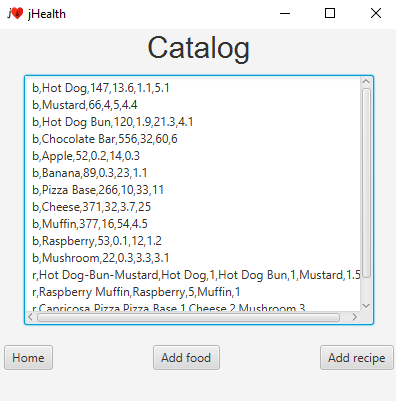 jHealth
Catalog
b,Hot Dog,147,13.6,1.1,5.1
b,Mustard,66,4,5,4.4
b,Hot Dog Bun,120,1.9,21.3,4.1
b,Chocolate Bar,556,32,60,6
b,Apple,52,0.2,14,0.3
b,Banana,89,0.3,23,1.1
b,Pizza Base,266,10,33,11
b,Cheese,371,32,3.7,25
b,Muffin,377,16,54,4.5
b,Raspberry,53,0.1,12,1.2
b,Mushroom,22,0.3,3.3,3.1
r,Hot Dog-Bun-Mustard,Hot Dog,1,Hot Dog Bun,1,Mustard,1.5
r,Raspberry Muffin,Raspberry,5,Muffin,1
r,Capricosa Pizza,Pizza Base,1,Cheese,2,Mushroom,3
Home
Add food
Add recipe